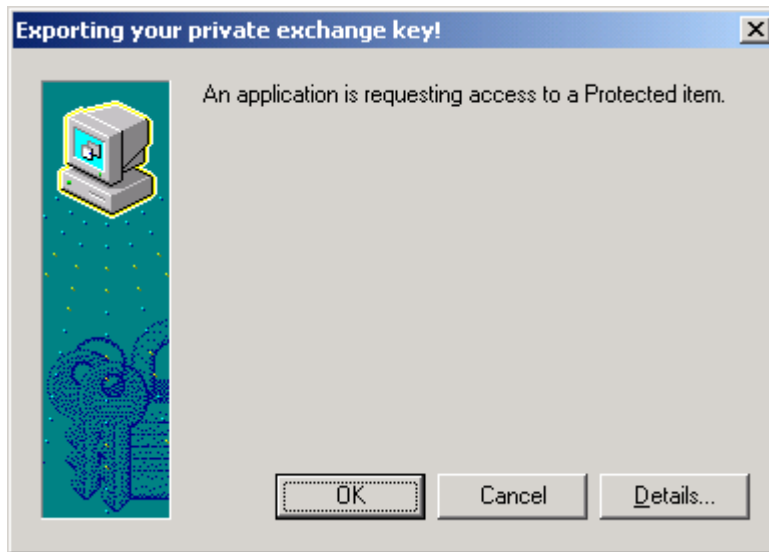 Exporting your private exchange key!
An application is requesting access to a Protected item.
OK
Cancel
Details...